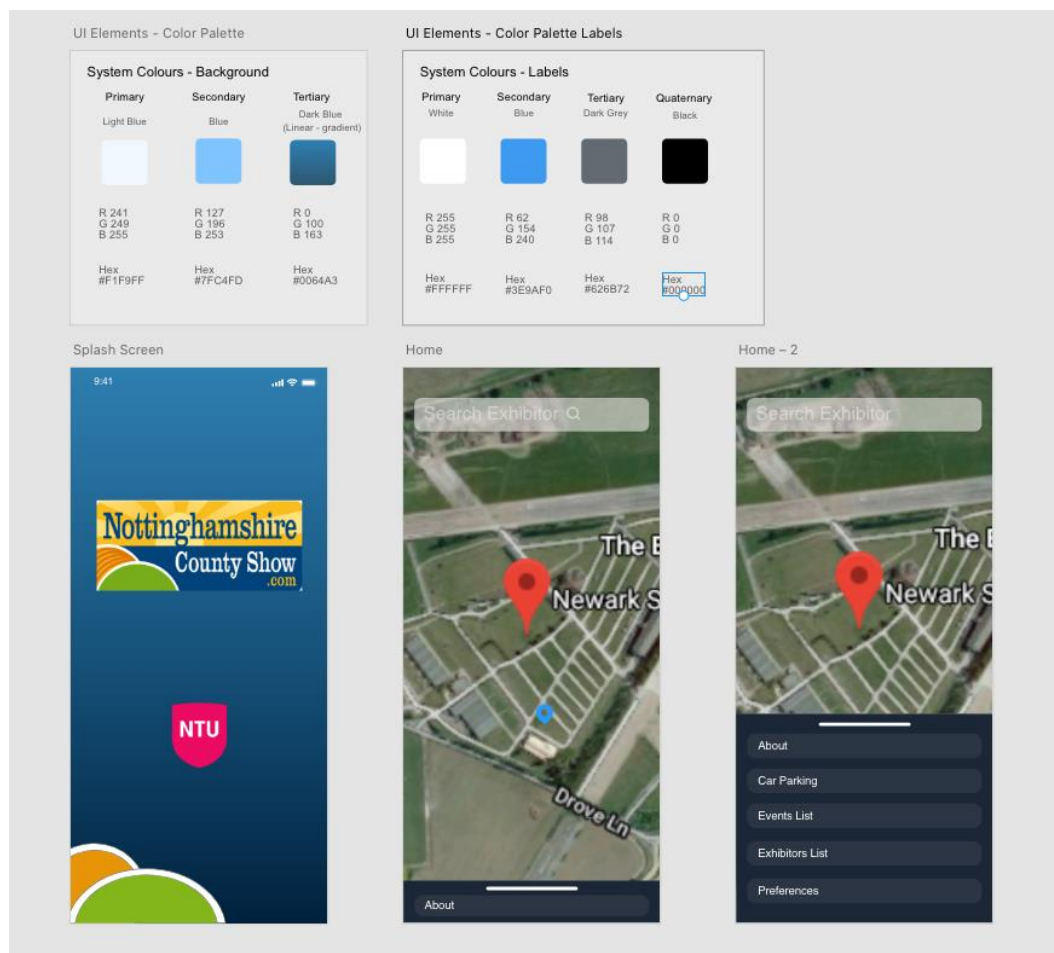 UI Elements - Color Palette
System Colours - Background
Primary Secondary Tertiary
Light Blue Blue Dark Blue
(Linear - gradient)
R 241 R 127 R 0
G 249 G 196 G 100
B 255 B 253 B 163
Hex Hex Hex
#F1F9FF #7FC4FD #0064A3
UI Elements - Color Palette Labels
System Colours - Labels
Primary Secondary Tertiary Quaternary
White Blue Dark Grey Black
R 255 R 62 R 98 R 0
G 255 G 154 G 107 G 0
B 255 B 240 B 114 B 0
Hex Hex Hex Hex
#FFFFFF #3E9AF0 #626B72 #000000
Splash Screen
9:41
Nottinghamshire
County Show
.com
NTU
Home
Search Exhibitor
The
Newark S
Drove Ln
About
Home – 2
Search Exhibitor
The
Newark S
About
Car Parking
Events List
Exhibitors List
Preferences